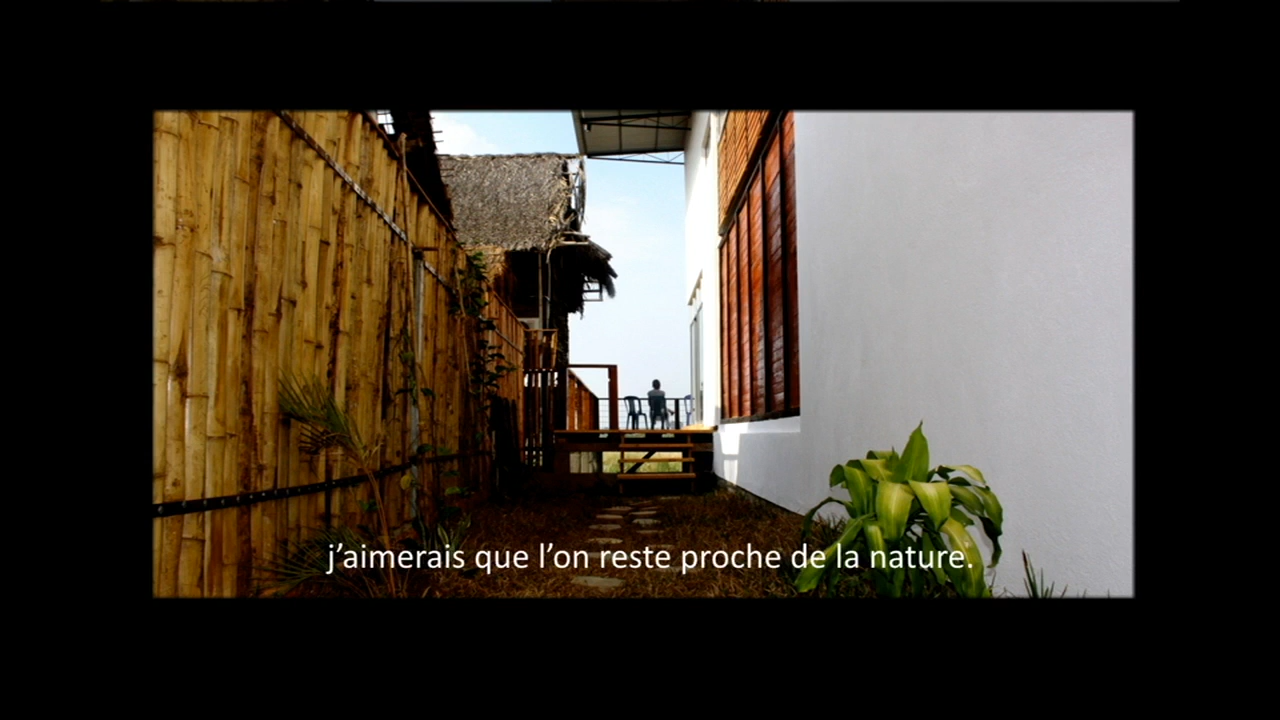 j’aimerais que l’on reste proche de la nature.